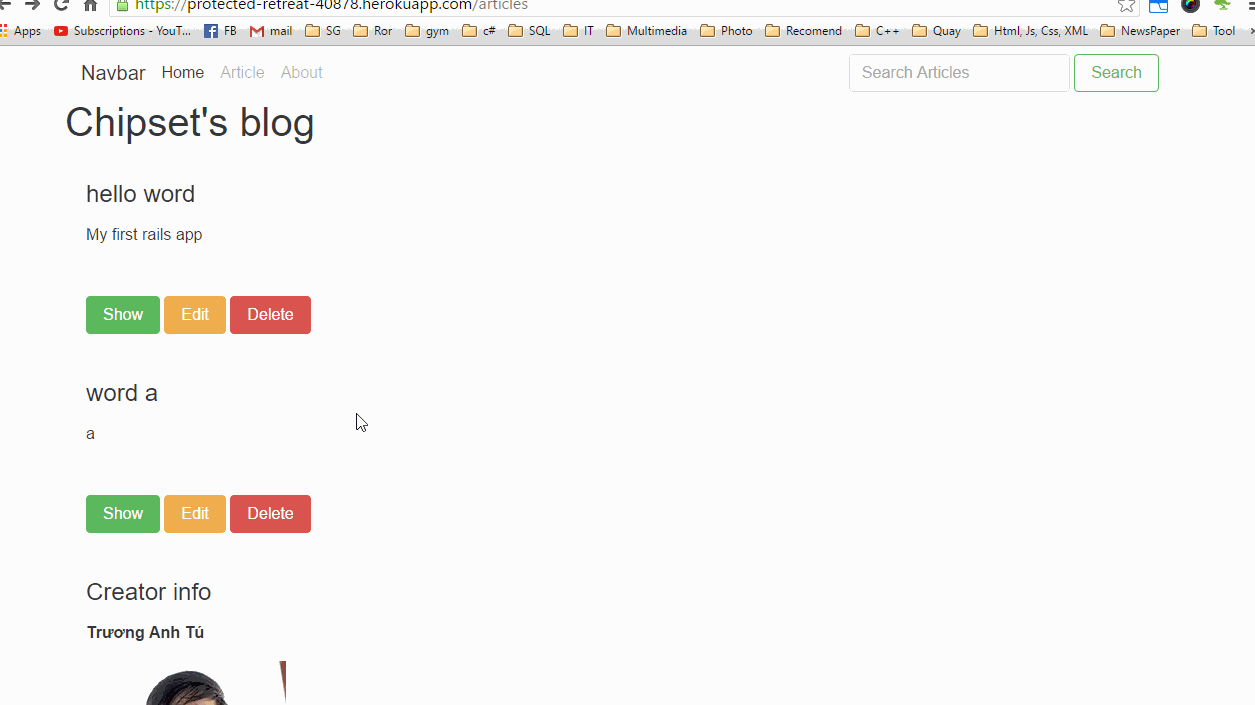 https://protected-retreat-40878.herokuapp.com/articles
Apps Subscriptions - YouT... FB mail SG Ror gym c# SQL IT Multimedia Photo Recomend C++ Quay Html, Js, Css, XML NewsPaper Tool
Navbar Home Article About Search Articles Search
Chipset's blog
hello word
My first rails app
Show Edit Delete
word a
a
Show Edit Delete
Creator info
Trương Anh Tú